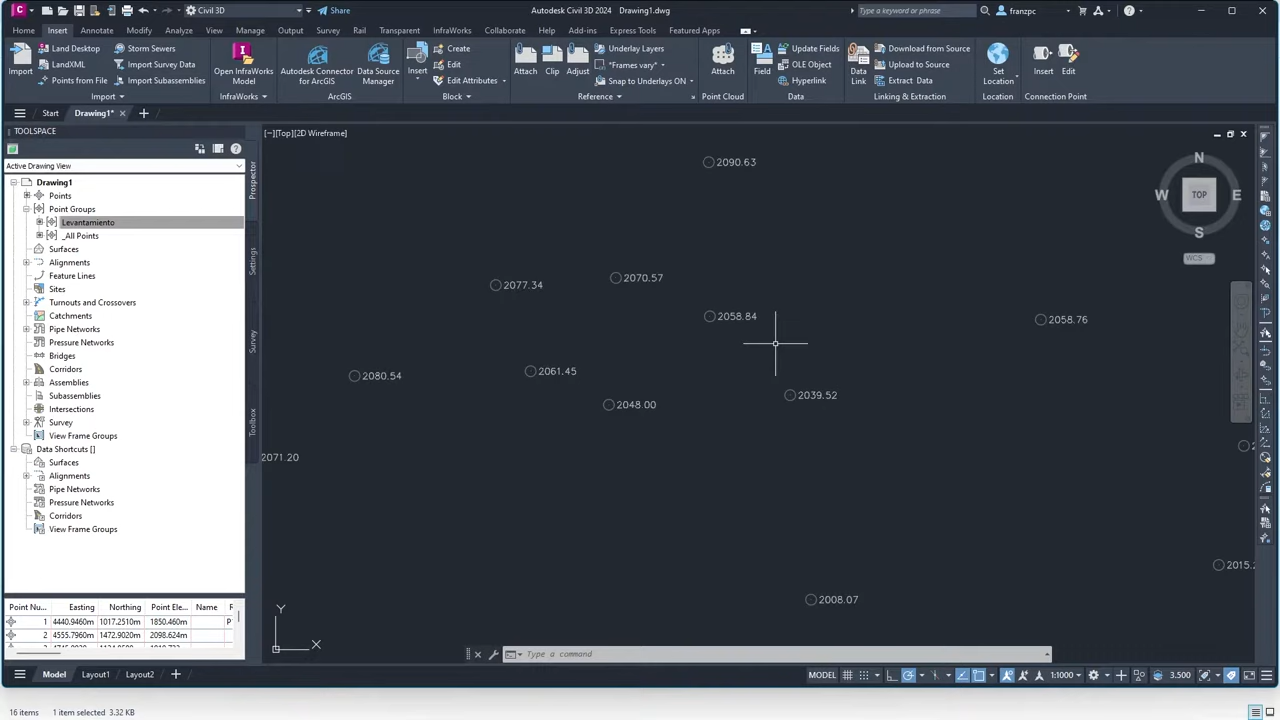 C
Civil 3D
Share
Autodesk Civil 3D 2024 Drawing1.dwg
Type a keyword or phrase
franzpc
Home Insert Annotate Modify Analyze View Manage Output Survey Rail Transparent InfraWorks Collaborate Help Add-ins Express Tools Featured Apps
Import
Land Desktop
LandXML
Points from File
Storm Sewers
Import Survey Data
Import Subassemblies
Open InfraWorks Model
Autodesk Connector for ArcGIS
Data Source Manager
Insert
Create
Edit
Edit Attributes
Attach
Clip
Adjust
Underlay Layers
*Frames vary*
Snap to Underlays ON
Attach
Field
Update Fields
OLE Object
Hyperlink
Data Link
Download from Source
Upload to Source
Extract Data
Set Location
Insert
Edit
Import
InfraWorks
ArcGIS
Block
Reference
Point Cloud
Data
Linking & Extraction
Location
Connection Point
Start
Drawing1*
TOOLSPACE
Active Drawing View
Drawing1
Points
Point Groups
Levantamiento
_All Points
Surfaces
Alignments
Feature Lines
Sites
Turnouts and Crossovers
Catchments
Pipe Networks
Pressure Networks
Bridges
Corridors
Assemblies
Subassemblies
Intersections
Survey
View Frame Groups
Data Shortcuts []
Surfaces
Alignments
Pipe Networks
Pressure Networks
Corridors
View Frame Groups
Prospector
Settings
Survey
Toolbox
Point Nu... Easting Northing Point Ele... Name R
1 4440.9460m 1017.2510m 1850.460m P
2 4555.7960m 1472.9020m 2098.624m
[−][Top][2D Wireframe]
2090.63
2077.34
2070.57
2058.84
2058.76
2061.45
2080.54
2048.00
2039.52
2071.20
2015.
2008.07
N
W TOP E
S
WCS
Y
X
Type a command
Model Layout1 Layout2
MODEL
1:1000
3.500
16 items 1 item selected 3.32 KB